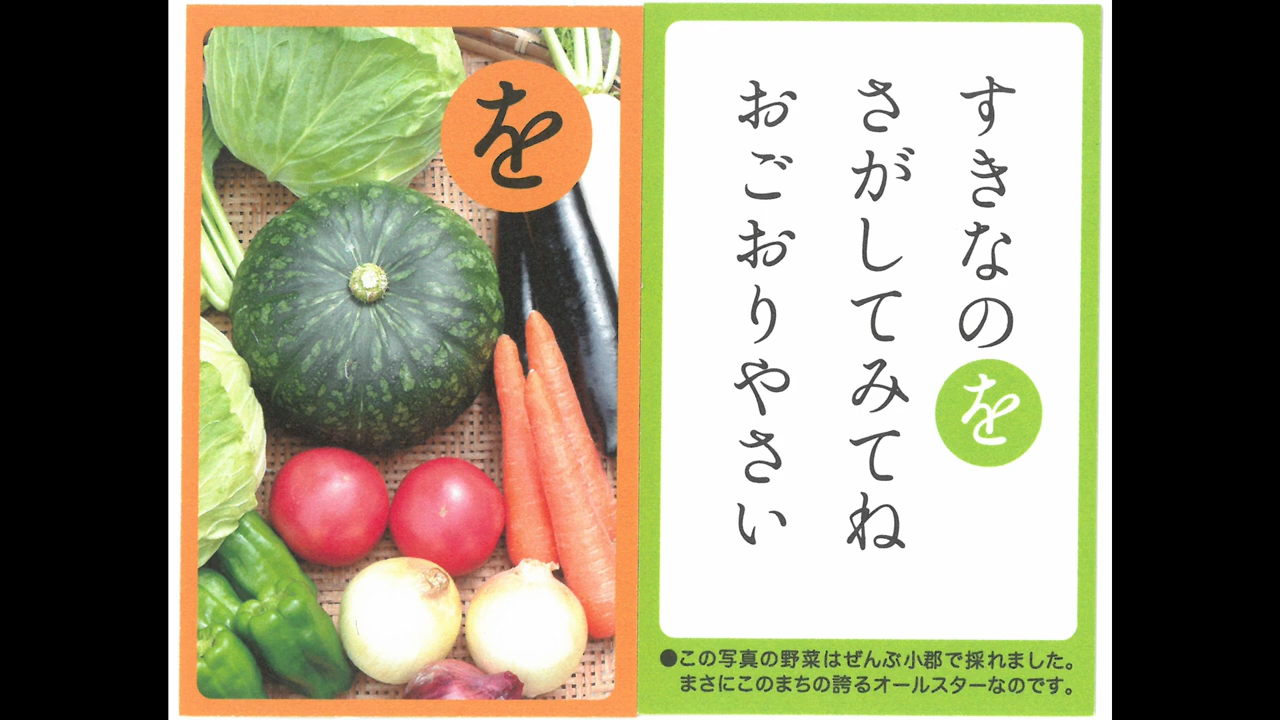 を
すきなのを
さがしてみてね
おごおりやさい
●この写真の野菜はぜんぶ小郡で採れました。
まさにこのまちの誇るオールスターなのです。